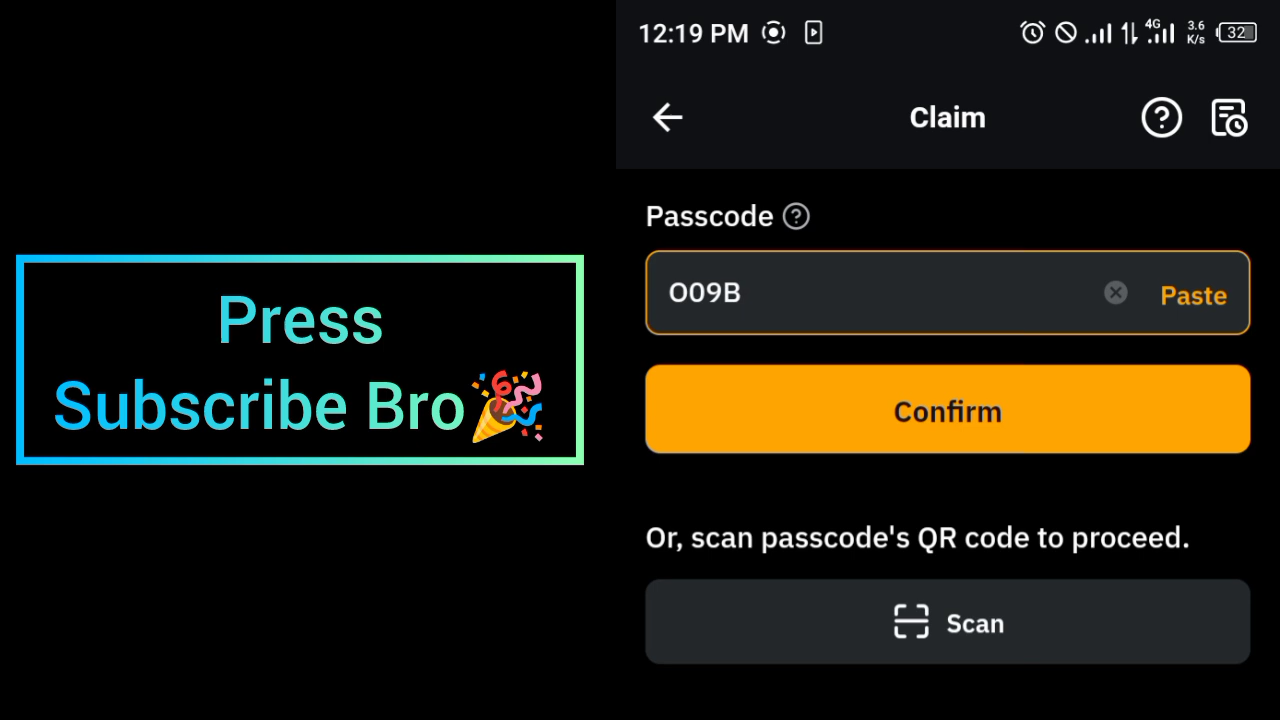 12:19 PM 4G 3.6 K/s 32
Claim
Passcode
O09B
Paste
Confirm
Or, scan passcode's QR code to proceed.
Scan
Press
Subscribe Bro🎉